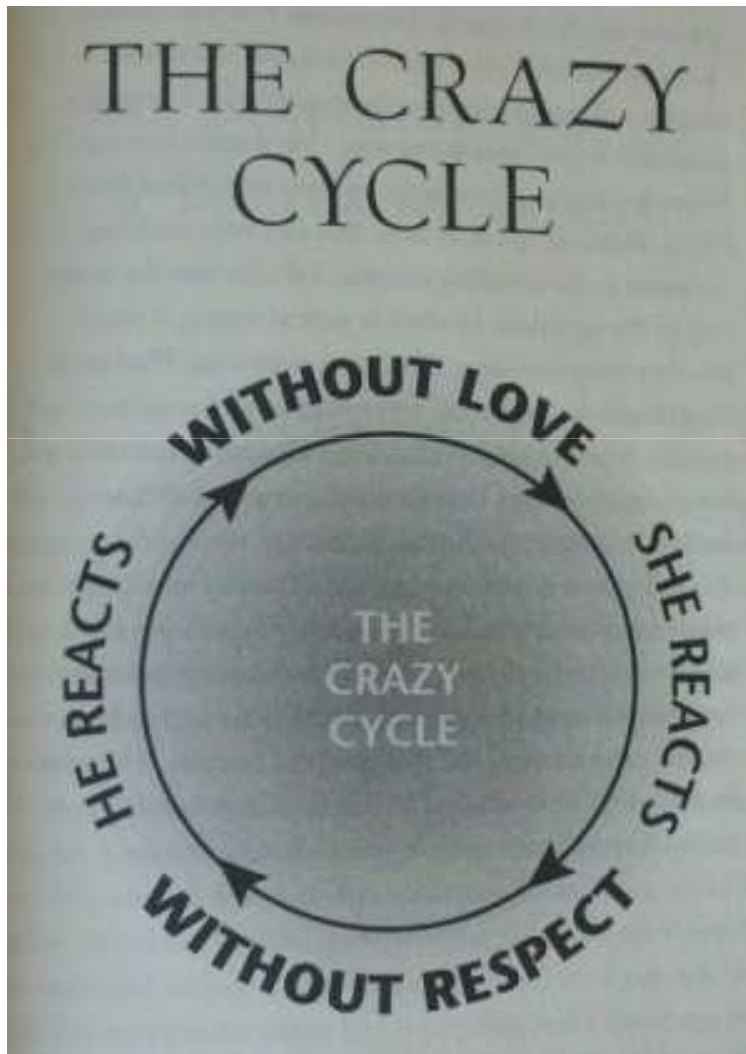 THE CRAZY
CYCLE
WITHOUT LOVE
SHE REACTS
WITHOUT RESPECT
HE REACTS
THE
CRAZY
CYCLE